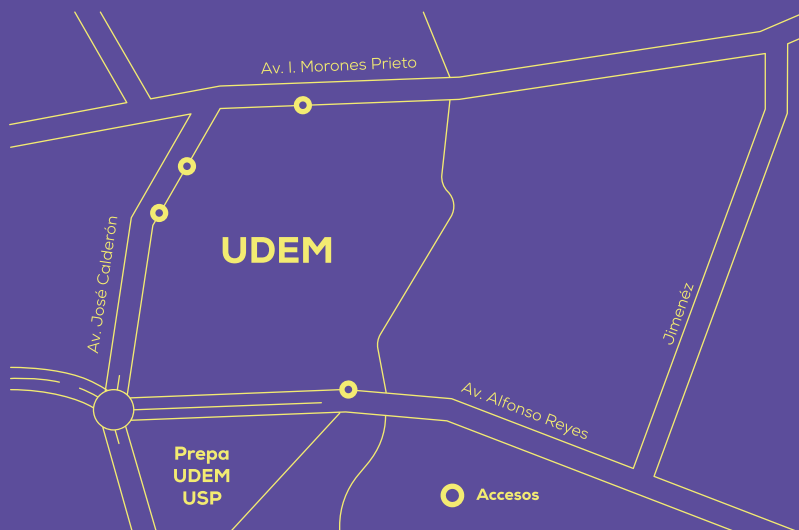 Av. I. Morones Prieto
Av. José Calderón
UDEM
Jimenéz
Av. Alfonso Reyes
Prepa
UDEM
USP
Accesos